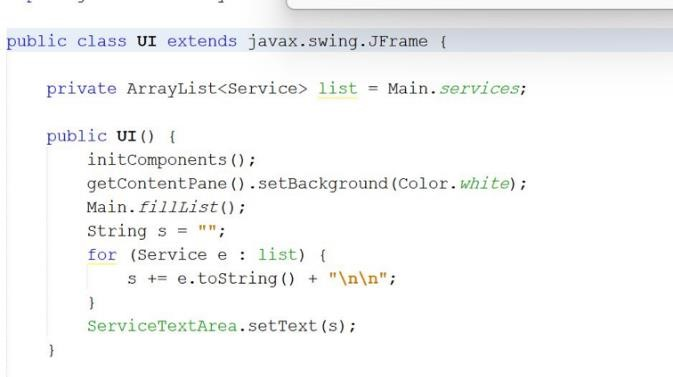 public class UI extends javax.swing.JFrame {
private ArrayList<Service> list = Main.services;
public UI() {
initComponents();
getContentPane().setBackground(Color.white);
Main.fillList();
String s = "";
for (Service e : list) {
s += e.toString() + "\n\n";
}
ServiceTextArea.setText(s);
}